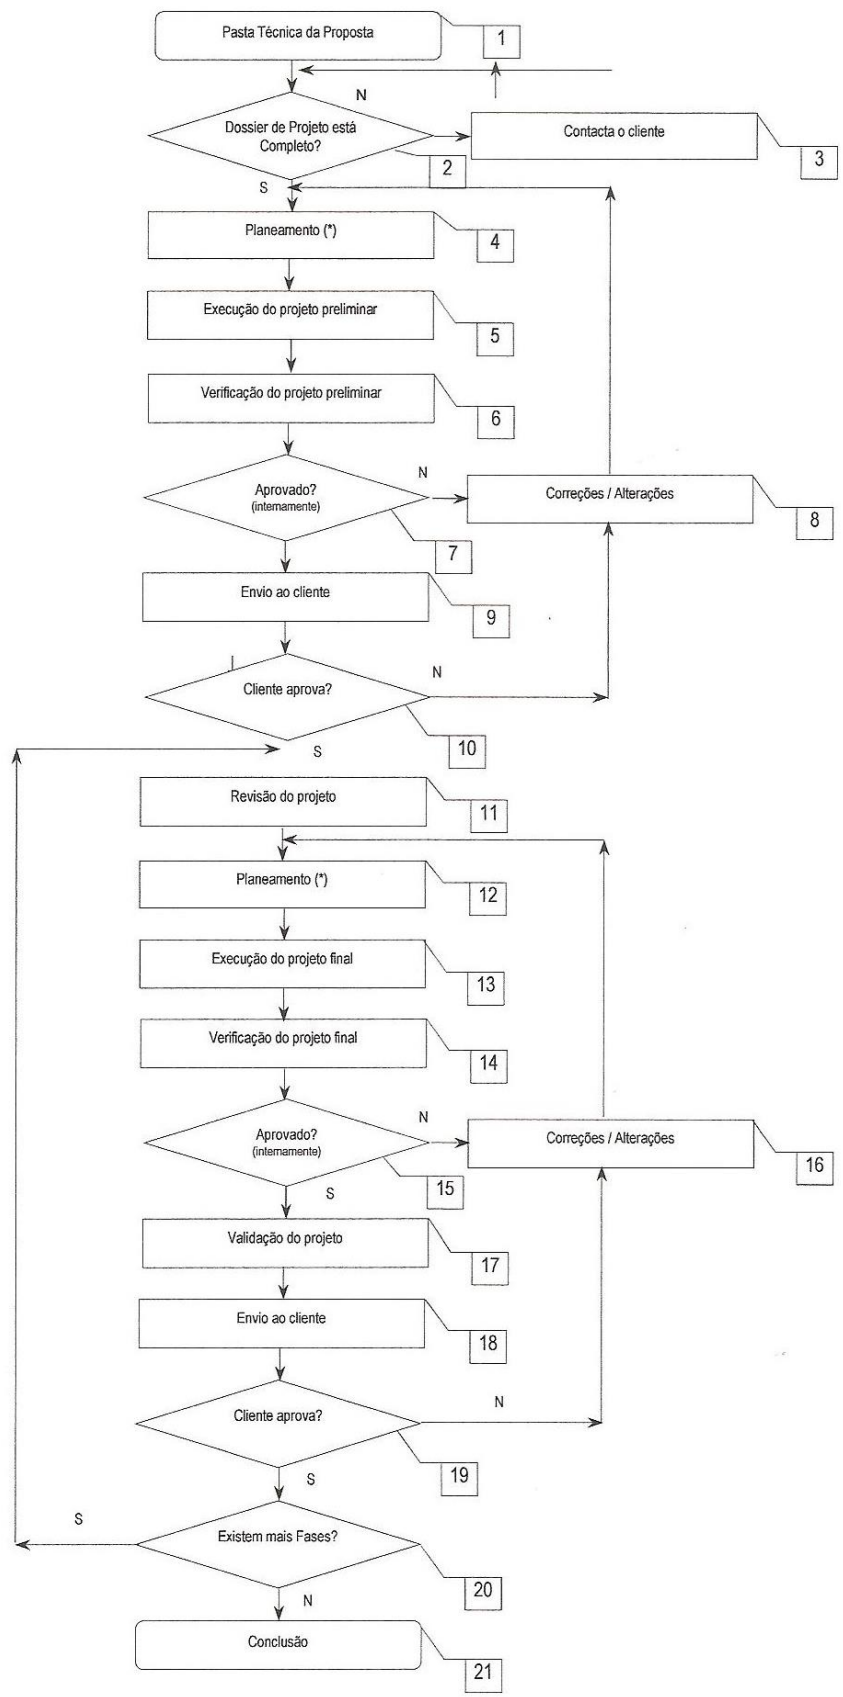 Pasta Técnica da Proposta
1
N
Dossier de Projeto está
Completo?
Contacta o cliente
2
3
S
Planeamento (*)
4
Execução do projeto preliminar
5
Verificação do projeto preliminar
6
N
Aprovado?
(internamente)
Correções / Alterações
7
8
Envio ao cliente
9
N
Cliente aprova?
10
S
Revisão do projeto
11
Planeamento (*)
12
Execução do projeto final
13
Verificação do projeto final
14
N
Aprovado?
(internamente)
Correções / Alterações
15
16
S
Validação do projeto
17
Envio ao cliente
18
N
Cliente aprova?
19
S
S
Existem mais Fases?
20
N
Conclusão
21